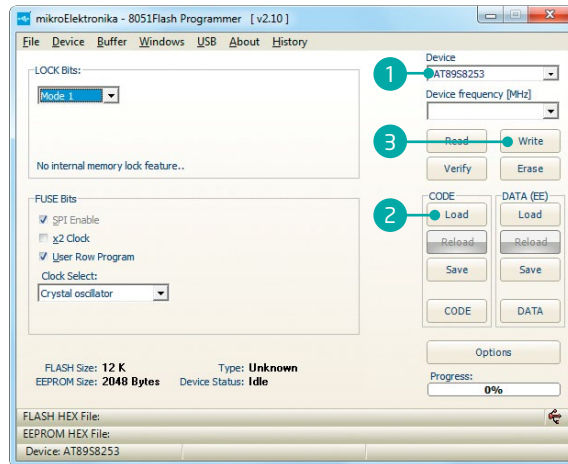 mikroElektronika - 8051Flash Programmer [ v2.10 ]
File Device Buffer Windows USB About History
LOCK Bits:
Mode 1
No internal memory lock feature..
FUSE Bits
SPI Enable
x2 Clock
User Row Program
Clock Select:
Crystal oscillator
FLASH Size: 12 K
EEPROM Size: 2048 Bytes
Type: Unknown
Device Status: Idle
Device
1
AT89S8253
Device frequency [MHz]
3
Read Write
Verify Erase
CODE DATA (EE)
2
Load Load
Reload Reload
Save Save
CODE DATA
Options
Progress:
0%
FLASH HEX File:
EEPROM HEX File:
Device: AT89S8253